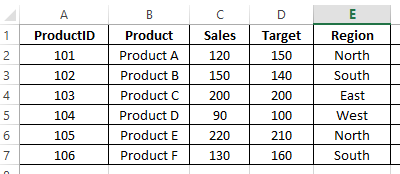 A B C D E
1 ProductID Product Sales Target Region
2 101 Product A 120 150 North
3 102 Product B 150 140 South
4 103 Product C 200 200 East
5 104 Product D 90 100 West
6 105 Product E 220 210 North
7 106 Product F 130 160 South